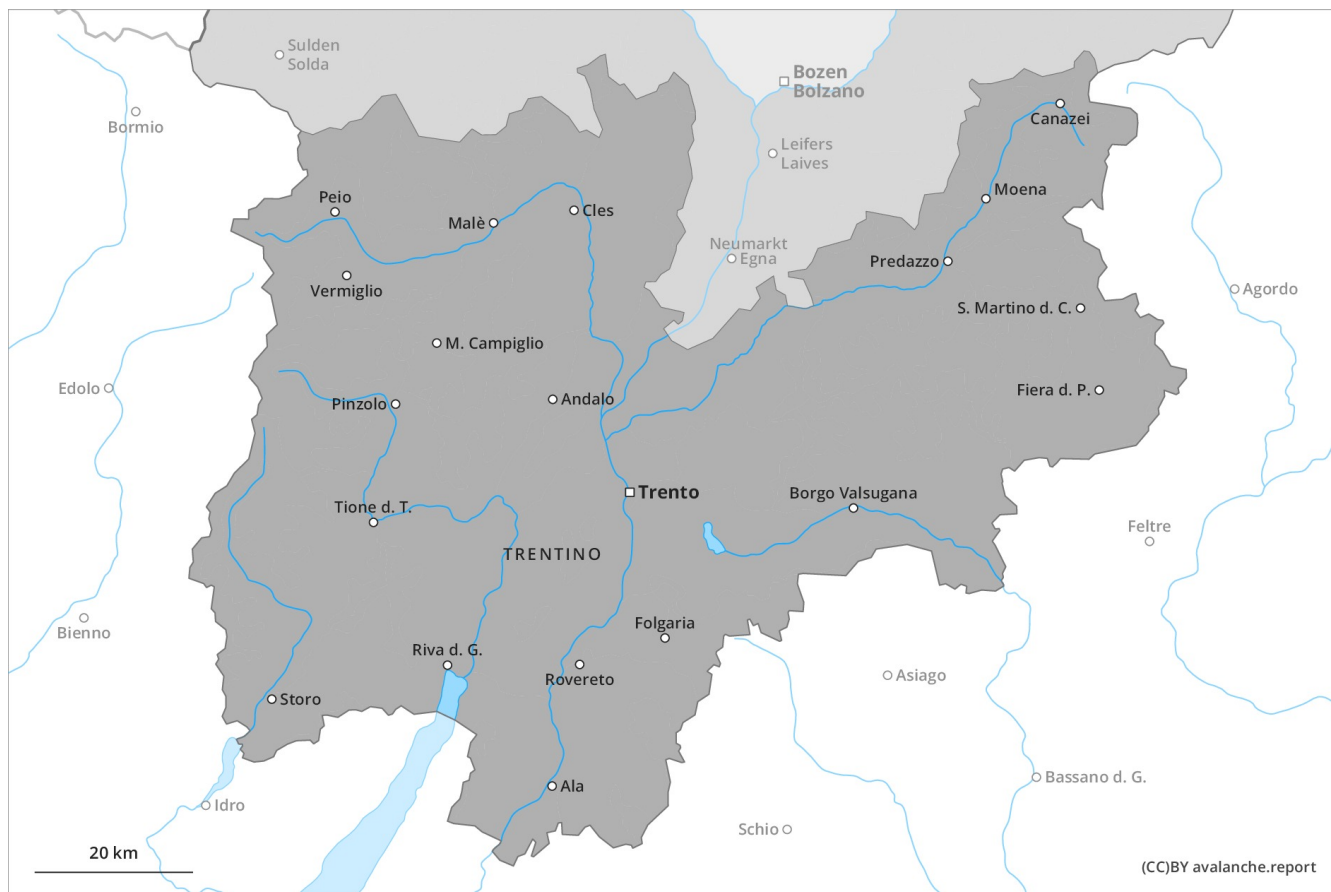 Sulden
Solda
Bozen
Bolzano
Bormio
Canazei
Leifers
Laives
Peio
Malè
Cles
Moena
Neumarkt
Egna
Predazzo
Vermiglio
Agordo
S. Martino d. C.
M. Campiglio
Edolo
Pinzolo
Andalo
Fiera d. P.
Trento
Borgo Valsugana
Tione d. T.
Feltre
TRENTINO
Bienno
Folgaria
Riva d. G.
Rovereto
Asiago
Storo
Bassano d. G.
Ala
Idro
Schio
20 km
(CC)BY avalanche.report